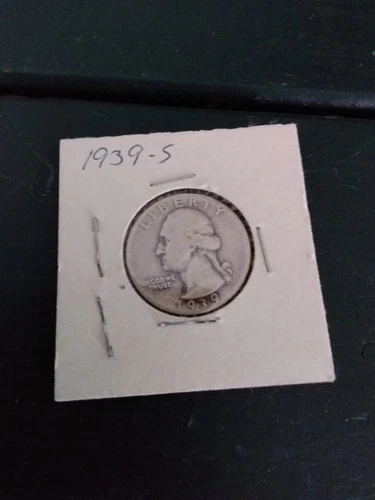 1939-S
LIBERTY
IN GOD WE
TRUST
1939